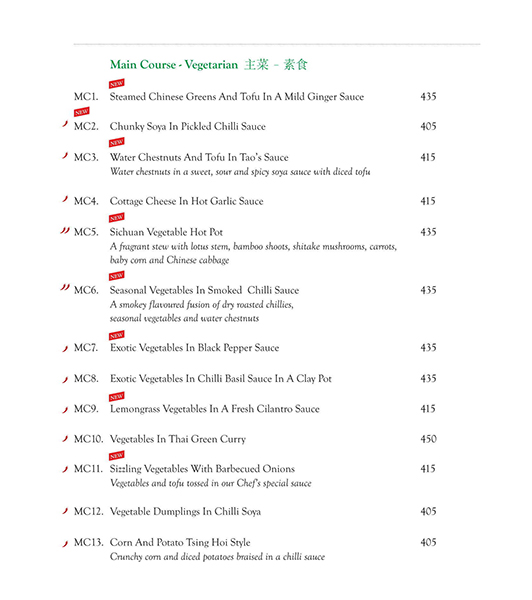 Main Course - Vegetarian 主菜 - 素食
NEW
MC1. Steamed Chinese Greens And Tofu In A Mild Ginger Sauce 435
NEW
MC2. Chunky Soya In Pickled Chilli Sauce 405
NEW
MC3. Water Chestnuts And Tofu In Tao's Sauce 415
Water chestnuts in a sweet, sour and spicy soya sauce with diced tofu
MC4. Cottage Cheese In Hot Garlic Sauce 415
NEW
MC5. Sichuan Vegetable Hot Pot 435
A fragrant stew with lotus stem, bamboo shoots, shitake mushrooms, carrots,
baby corn and Chinese cabbage
NEW
MC6. Seasonal Vegetables In Smoked Chilli Sauce 435
A smokey flavoured fusion of dry roasted chillies,
seasonal vegetables and water chestnuts
NEW
MC7. Exotic Vegetables In Black Pepper Sauce 435
MC8. Exotic Vegetables In Chilli Basil Sauce In A Clay Pot 435
NEW
MC9. Lemongrass Vegetables In A Fresh Cilantro Sauce 415
MC10. Vegetables In Thai Green Curry 450
NEW
MC11. Sizzling Vegetables With Barbecued Onions 415
Vegetables and tofu tossed in our Chef's special sauce
MC12. Vegetable Dumplings In Chilli Soya 405
MC13. Corn And Potato Tsing Hoi Style 405
Crunchy corn and diced potatoes braised in a chilli sauce